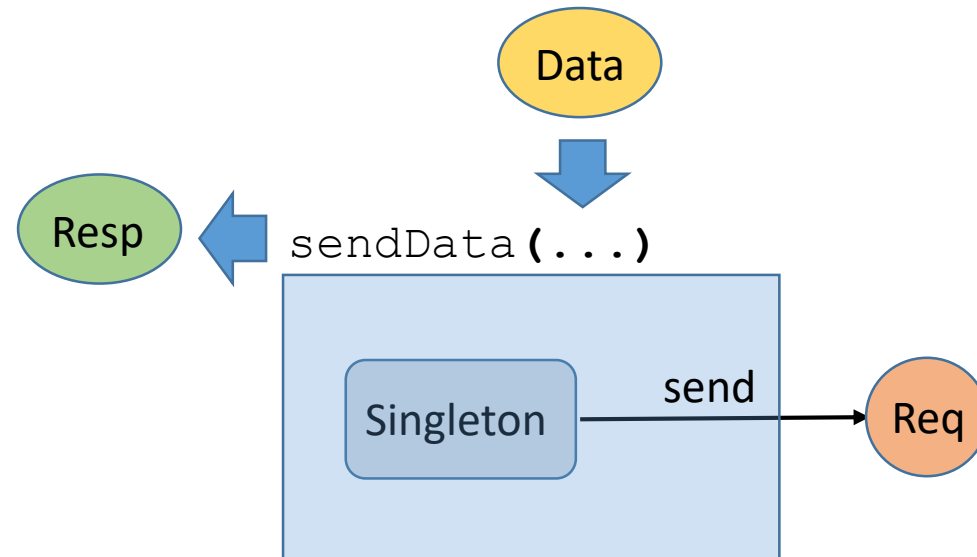 Data
Resp
sendData(...)
send
Singleton
Req